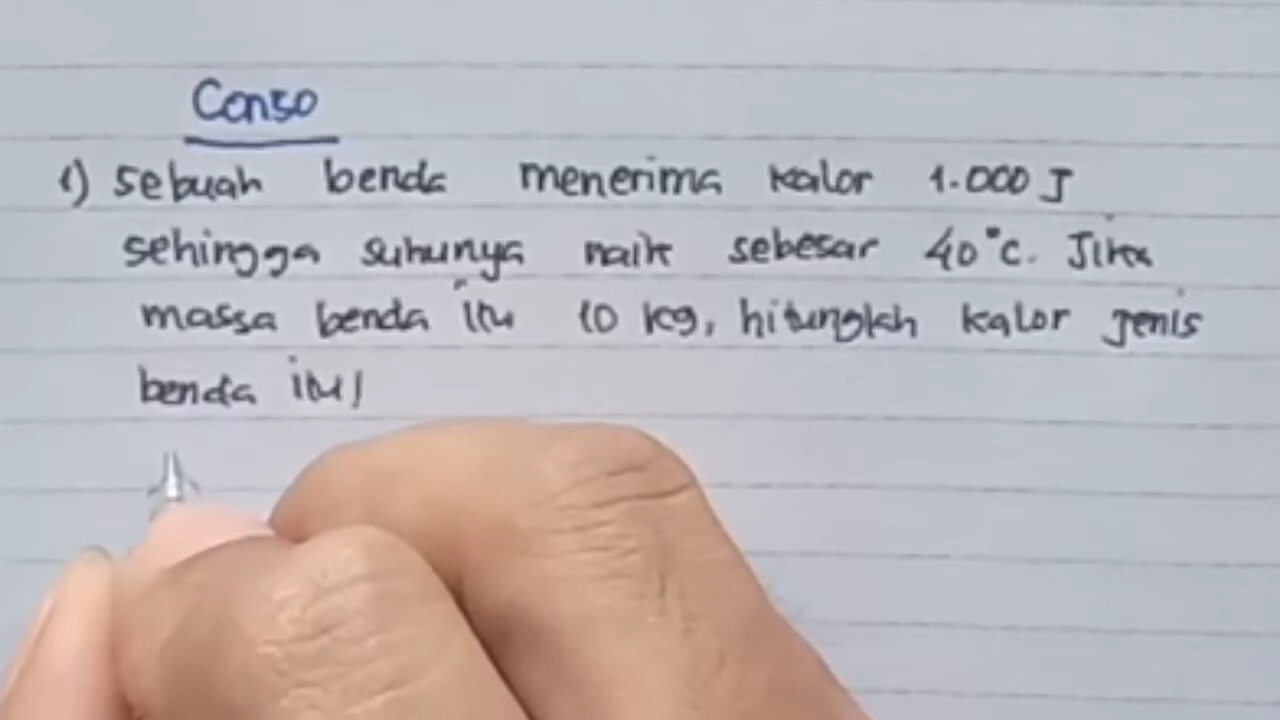 Conso
1) Sebuah benda menerima kalor 1.000 J
sehingga suhunya naik sebesar 40°C. Jika
massa benda itu 10 kg, hitunglah kalor jenis
benda itu!